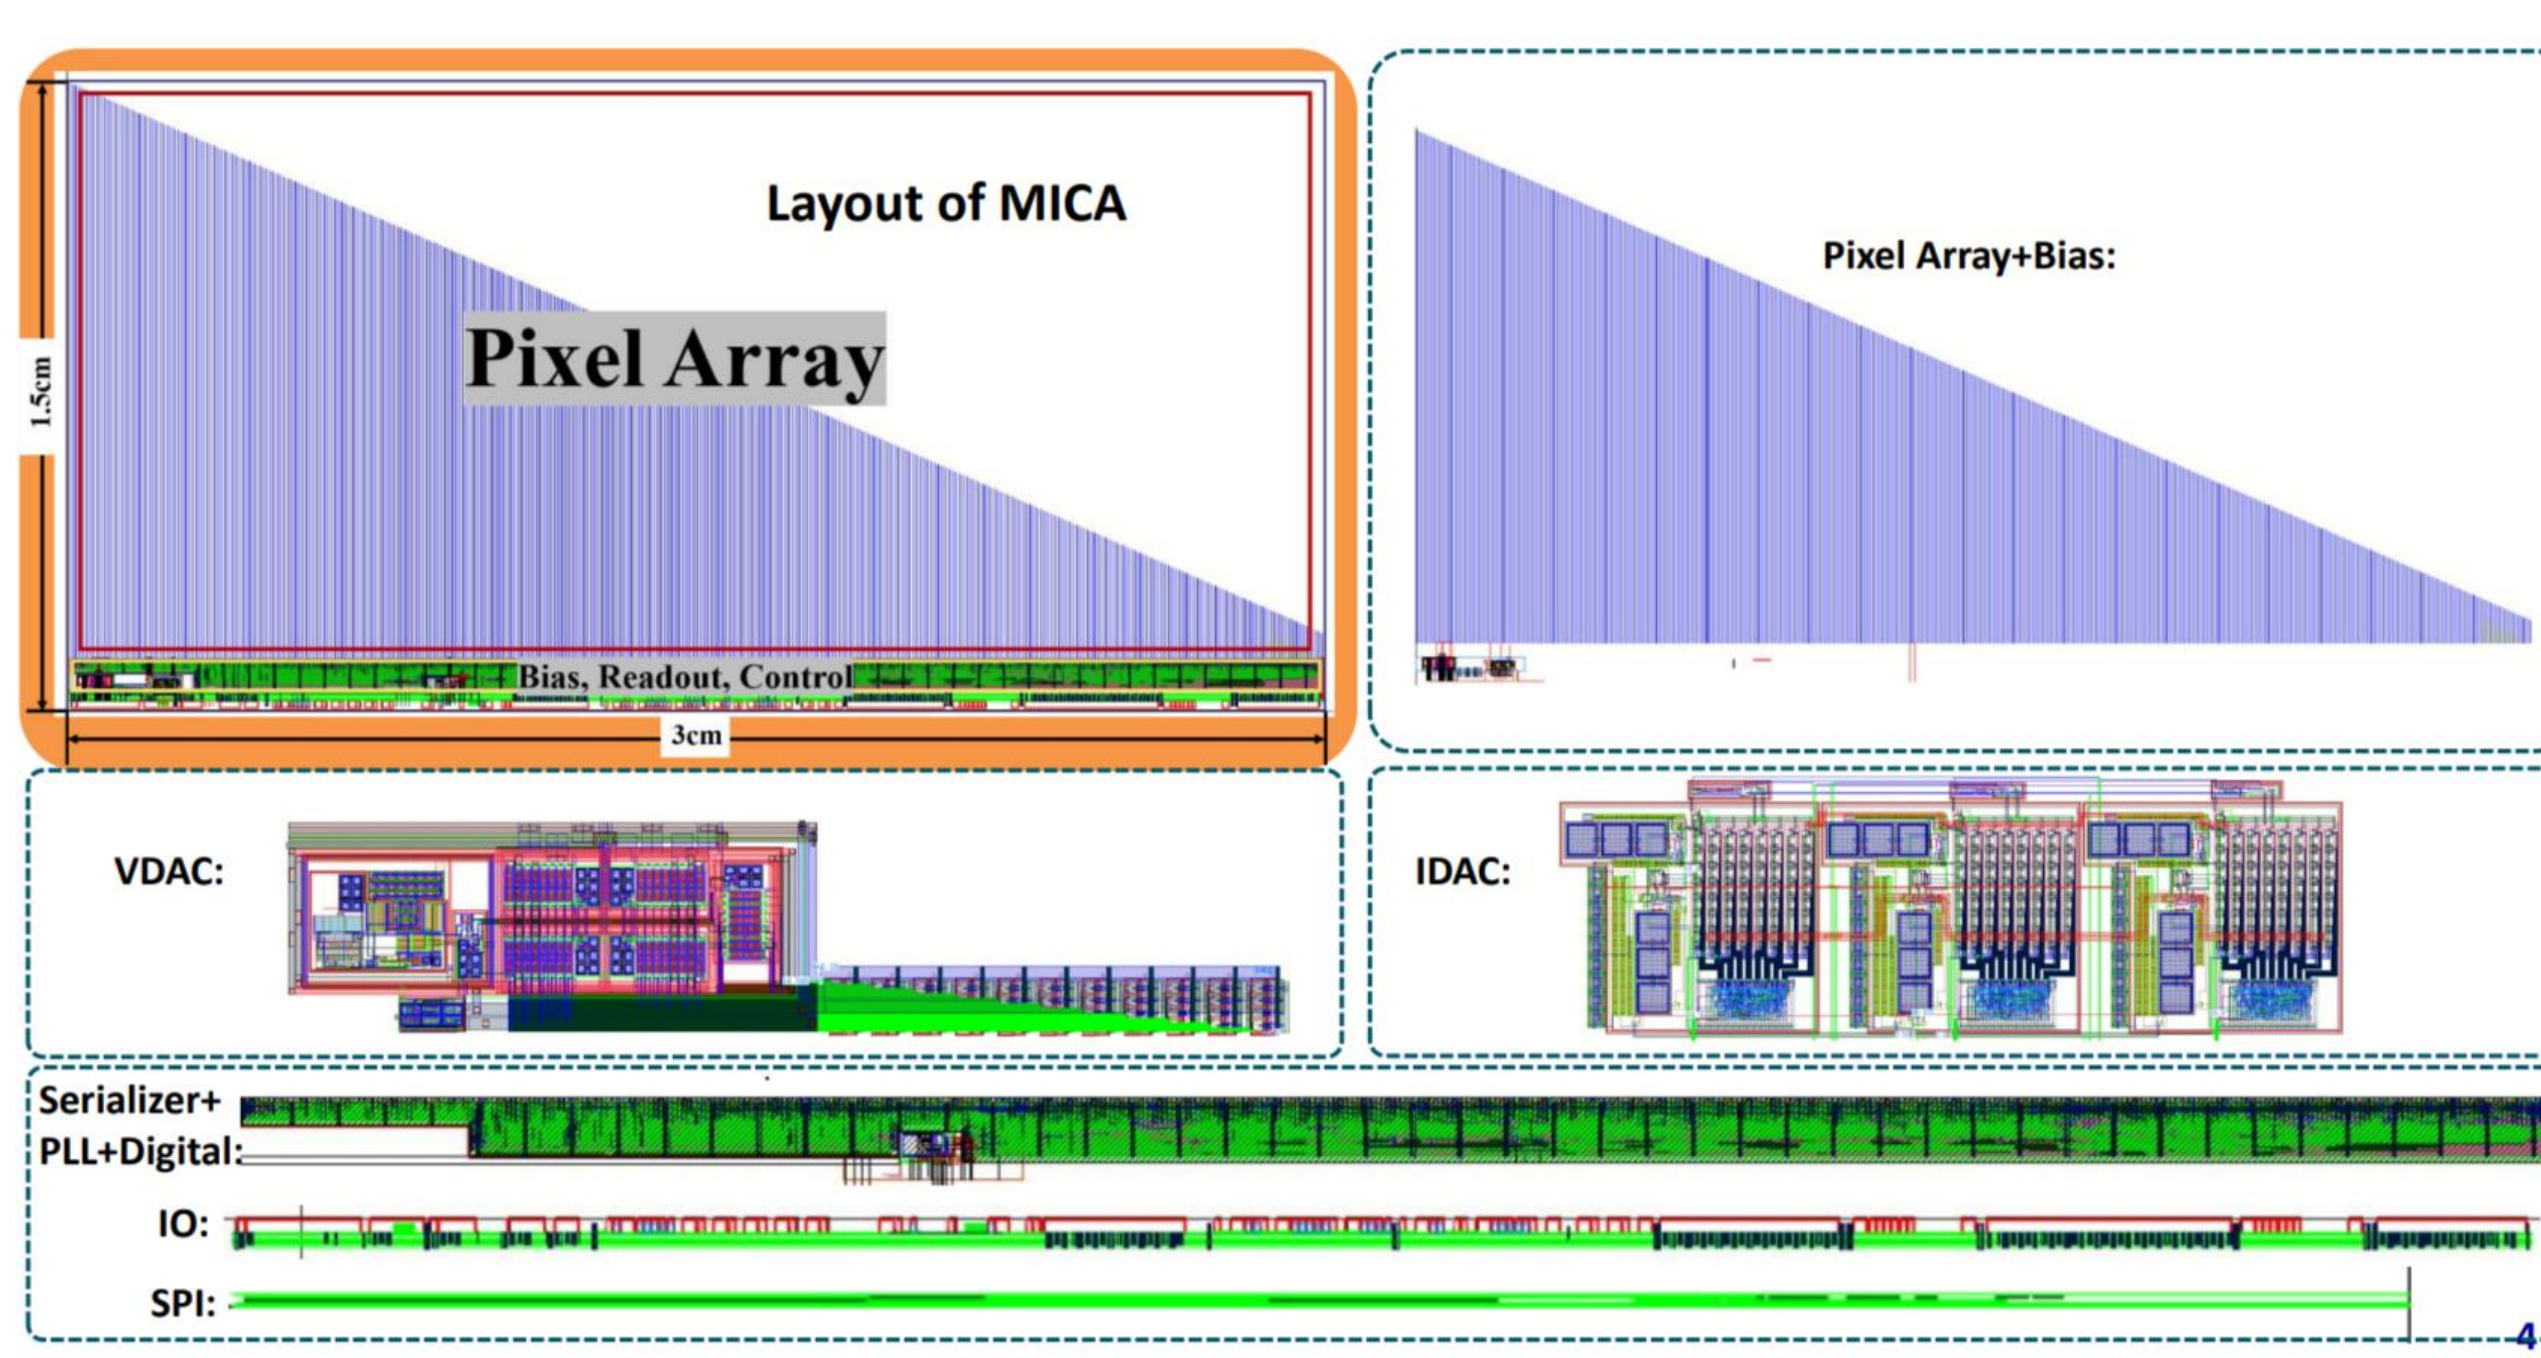 Layout of MICA
Pixel Array
1.5cm
Bias, Readout, Control
3cm
Pixel Array+Bias:
VDAC:
IDAC:
Serializer+
PLL+Digital:
IO:
SPI:
4